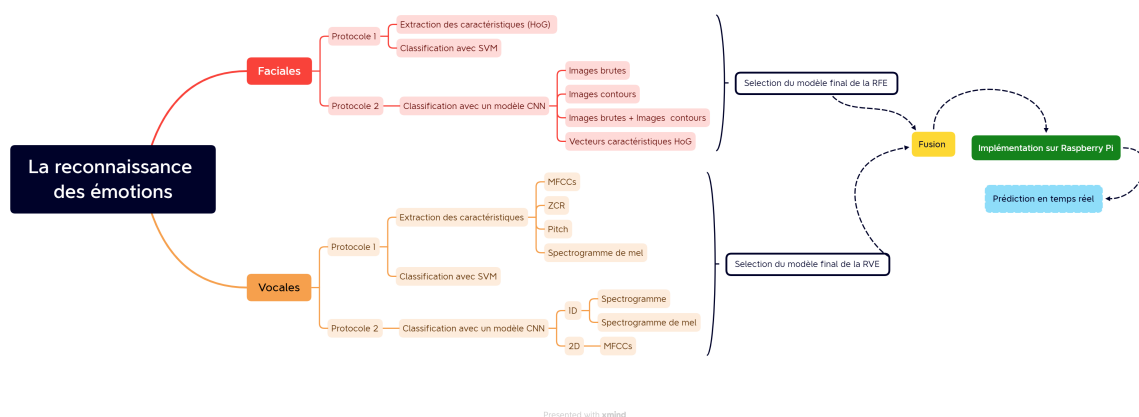 La reconnaissance
des émotions
Faciales
Protocole 1
Extraction des caractéristiques (HoG)
Classification avec SVM
Protocole 2
Classification avec un modèle CNN
Images brutes
Images contours
Images brutes + Images contours
Vecteurs caractéristiques HoG
Selection du modèle final de la RFE
Vocales
Protocole 1
Extraction des caractéristiques
MFCCs
ZCR
Pitch
Spectrogramme de mel
Classification avec SVM
Protocole 2
Classification avec un modèle CNN
1D
Spectrogramme
Spectrogramme de mel
2D
MFCCs
Selection du modèle final de la RVE
Fusion
Implémentation sur Raspberry Pi
Prédiction en temps réel
Presented with xmind